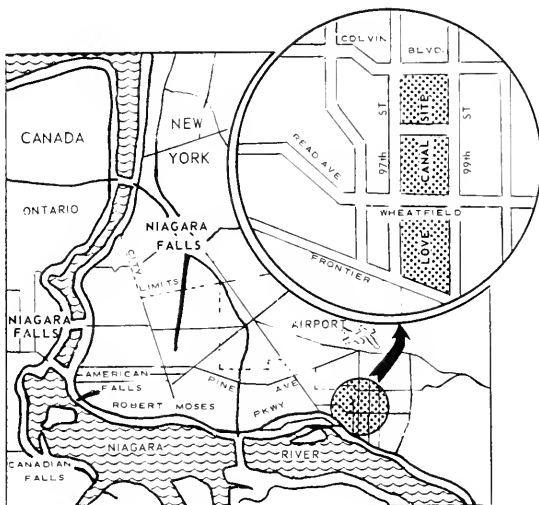 COLVIN BLVD.
CANADA
NEW
YORK
ONTARIO
NIAGARA
FALLS
CITY
LIMITS
NIAGARA
FALLS
AMERICAN
FALLS
ROBERT MOSES
PKWY
PINE AVE
AIRPORT
NIAGARA
RIVER
CANADIAN
FALLS
READ AVE
97th ST
LOVE CANAL SITE
99th ST
WHEATFIELD
FRONTIER